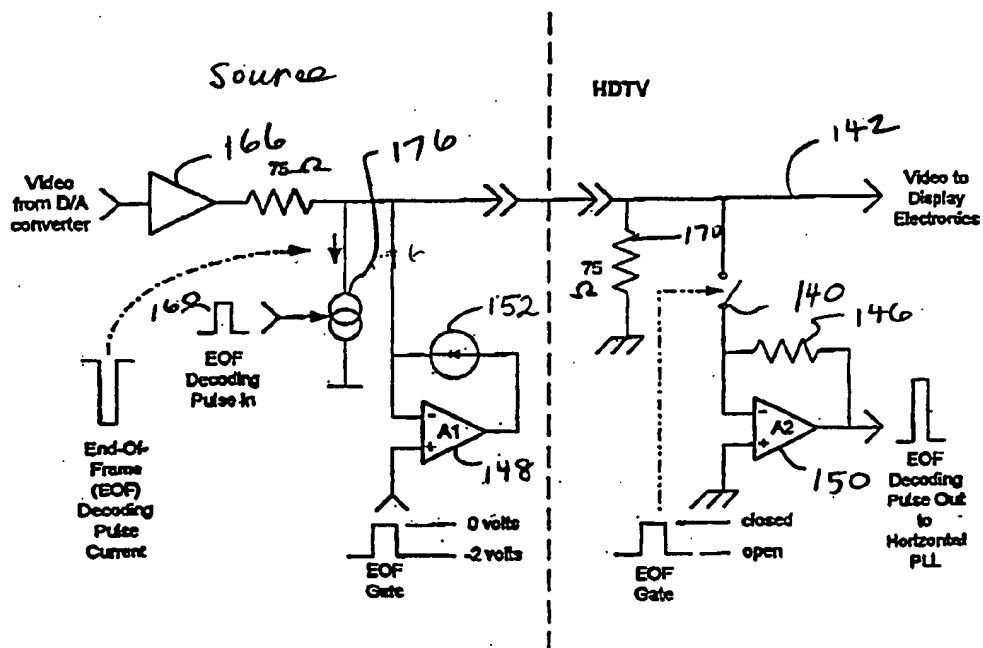 Source
HDTV
166
75 Ω
176
142
Video
from D/A
converter
Video to
Display
Electronics
170
75
Ω
160
152
140
146
EOF
Decoding
Pulse In
End-Of-
Frame
(EOF)
Decoding
Pulse
Current
-
A1
+
148
-
A2
+
150
0 volts
-2 volts
EOF
Gate
closed
open
EOF
Gate
EOF
Decoding
Pulse Out
to
Horizontal
PLL